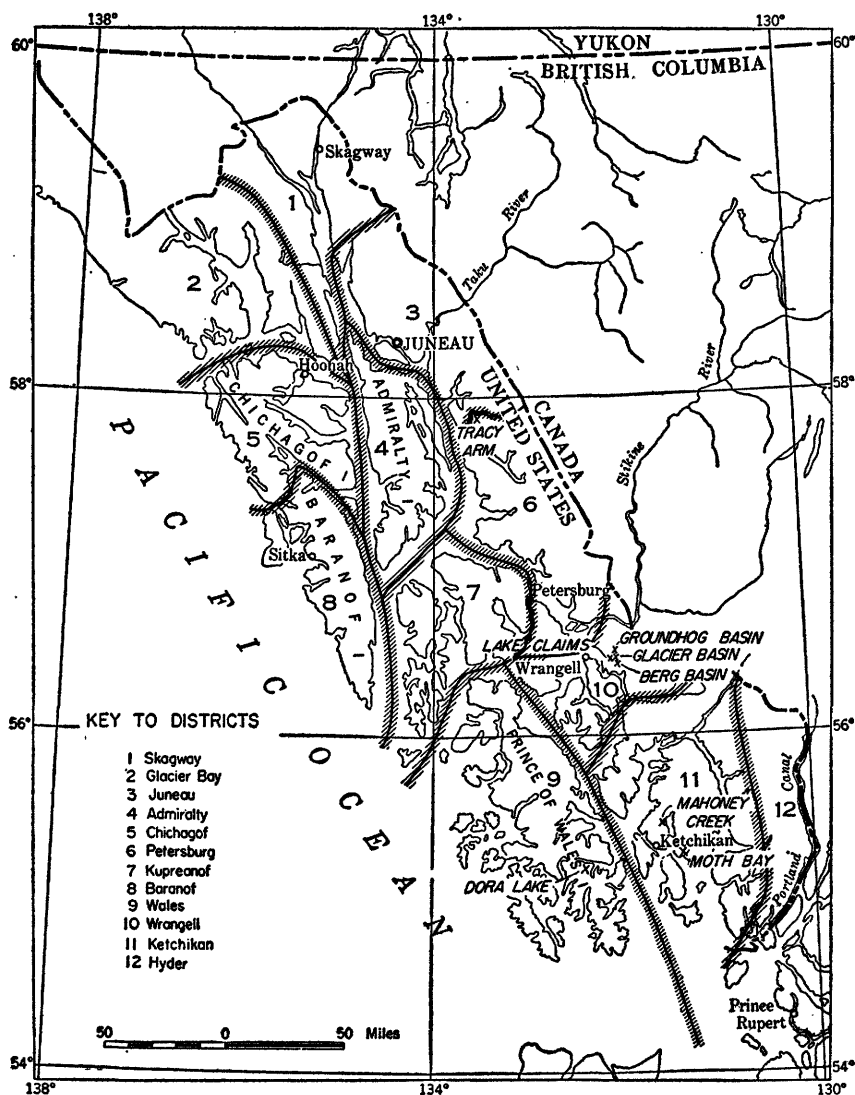 138°
134°
130°
60°
60°
YUKON
BRITISH COLUMBIA
Skagway
1
River
Taku
2
3
JUNEAU
Hoonah
58°
58°
River
CHICHAGOF I
ADMIRALTY I
UNITED STATES
CANADA
TRACY
ARM
5
4
Stikine
6
PACIFIC OCEAN
BARANOF I
Sitka
8
7
Petersburg
LAKE CLAIMS
GROUNDHOG BASIN
GLACIER BASIN
Wrangell
BERG BASIN
10
56°
56°
KEY TO DISTRICTS
1 Skagway
2 Glacier Bay
3 Juneau
4 Admiralty
5 Chichagof
6 Petersburg
7 Kupreanof
8 Baranof
9 Wales
10 Wrangell
11 Ketchikan
12 Hyder
PRINCE OF WALES I
9
11
Canal
12
MAHONEY
CREEK
Ketchikan
MOTH BAY
DORA LAKE
Portland
Prince
Rupert
50 0 50 Miles
54°
54°
138°
134°
130°